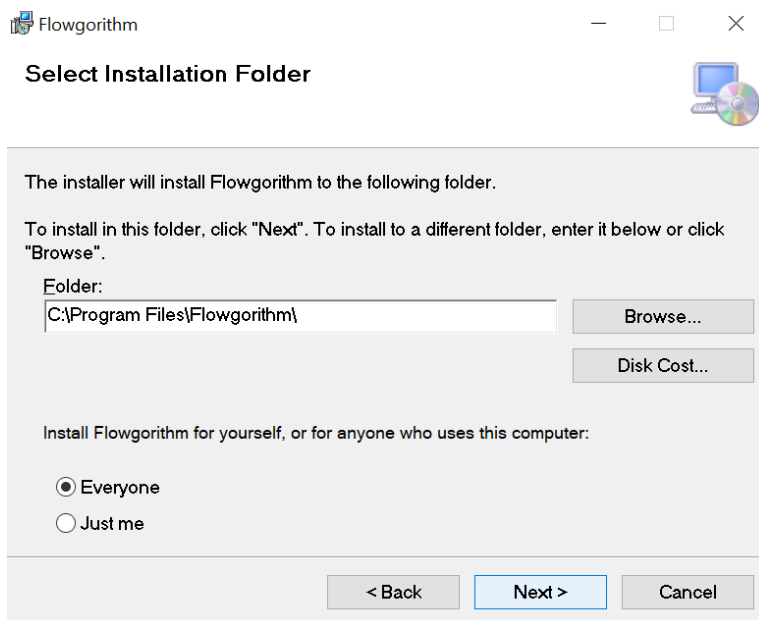 Flowgorithm
Select Installation Folder
The installer will install Flowgorithm to the following folder.
To install in this folder, click "Next". To install to a different folder, enter it below or click
"Browse".
Folder:
C:\Program Files\Flowgorithm\
Browse...
Disk Cost...
Install Flowgorithm for yourself, or for anyone who uses this computer:
Everyone
Just me
< Back
Next >
Cancel